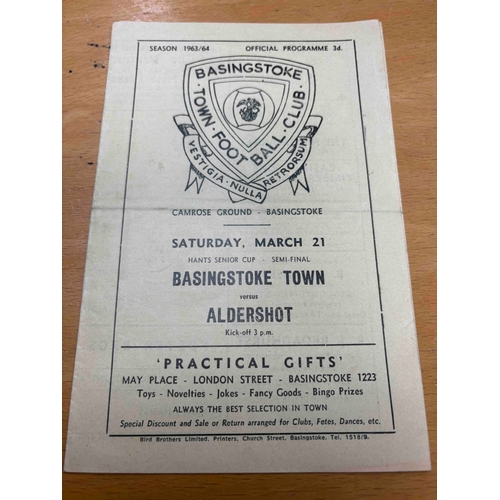 SEASON 1963/64 OFFICIAL PROGRAMME 3d.
BASINGSTOKE
TOWN · FOOT BALL · CLUB
VESTIGIA · NULLA RETRORSUM
CAMROSE GROUND - BASINGSTOKE
SATURDAY, MARCH 21
HANTS SENIOR CUP - SEMI-FINAL
BASINGSTOKE TOWN
versus
ALDERSHOT
Kick-off 3 p.m.
'PRACTICAL GIFTS'
MAY PLACE - LONDON STREET - BASINGSTOKE 1223
Toys - Novelties - Jokes - Fancy Goods - Bingo Prizes
ALWAYS THE BEST SELECTION IN TOWN
Special Discount and Sale or Return arranged for Clubs, Fetes, Dances, etc.
Bird Brothers Limited, Printers, Church Street, Basingstoke. Tel. 1518/9.